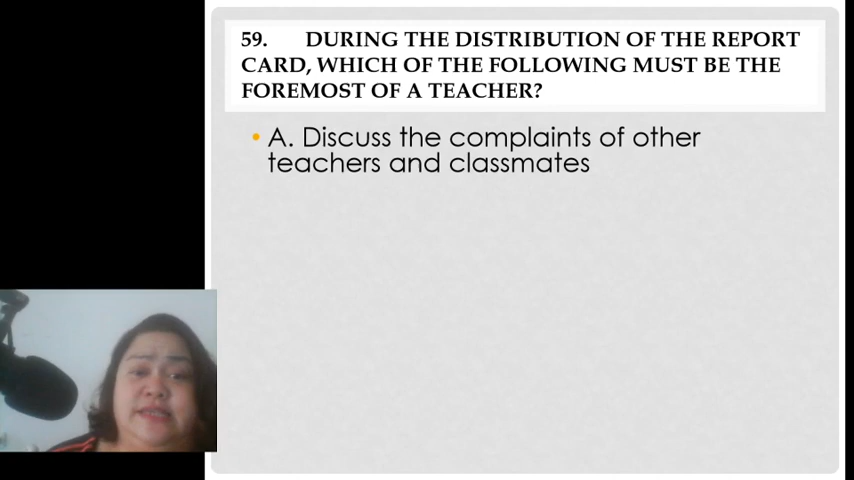 59. DURING THE DISTRIBUTION OF THE REPORT
CARD, WHICH OF THE FOLLOWING MUST BE THE
FOREMOST OF A TEACHER?
• A. Discuss the complaints of other
teachers and classmates